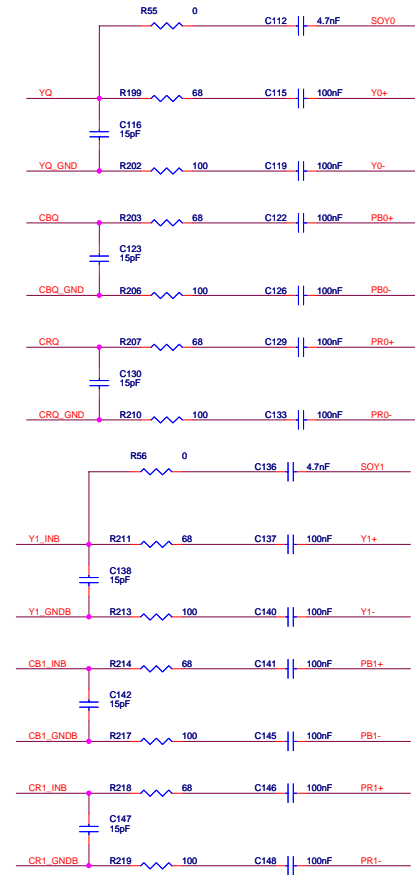 R55 0 C112 4.7nF SOY0
YQ R199 68 C115 100nF Y0+
C116
15pF
YQ_GND R202 100 C119 100nF Y0-
CBQ R203 68 C122 100nF PB0+
C123
15pF
CBQ_GND R206 100 C126 100nF PB0-
CRQ R207 68 C129 100nF PR0+
C130
15pF
CRQ_GND R210 100 C133 100nF PR0-
R56 0 C136 4.7nF SOY1
Y1_INB R211 68 C137 100nF Y1+
C138
15pF
Y1_GNDB R213 100 C140 100nF Y1-
CB1_INB R214 68 C141 100nF PB1+
C142
15pF
CB1_GNDB R217 100 C145 100nF PB1-
CR1_INB R218 68 C146 100nF PR1+
C147
15pF
CR1_GNDB R219 100 C148 100nF PR1-